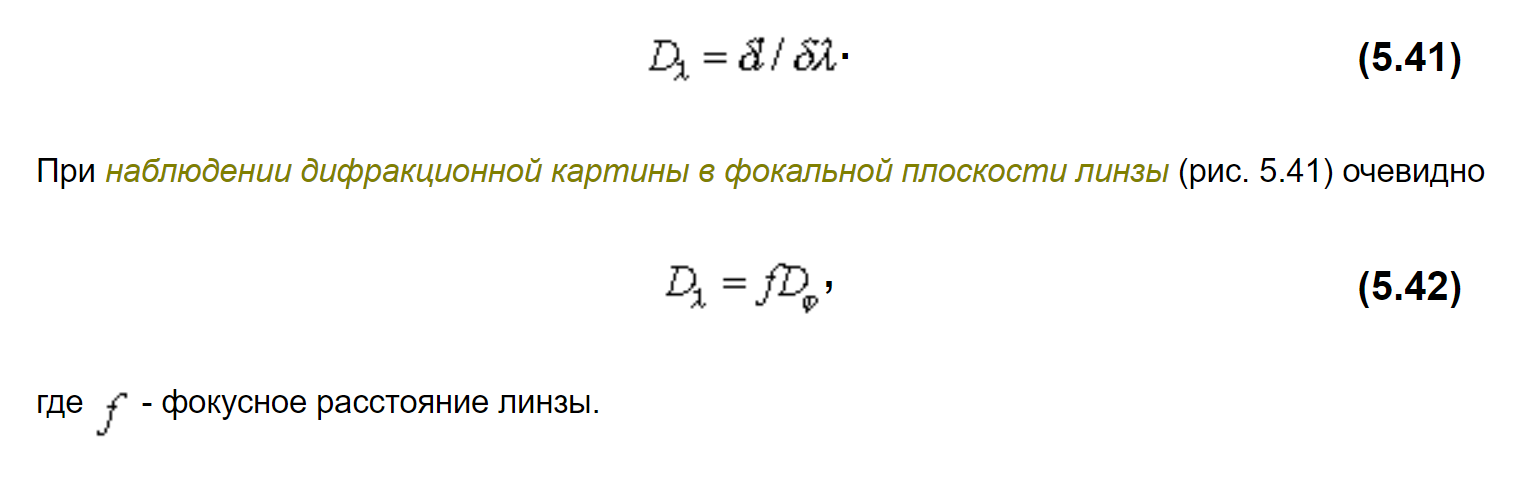 D_λ = δl / δλ. (5.41)
При наблюдении дифракционной картины в фокальной плоскости линзы (рис. 5.41) очевидно
D_λ = fD_φ, (5.42)
где f - фокусное расстояние линзы.